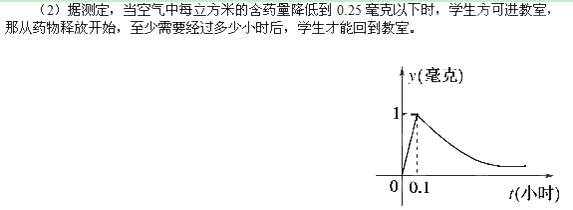 （2）据测定，当空气中每立方米的含药量降低到 0.25 毫克以下时，学生方可进教室，
那从药物释放开始，至少需要经过多少小时后，学生才能回到教室。
y(毫克)
1
0
0.1
t(小时)